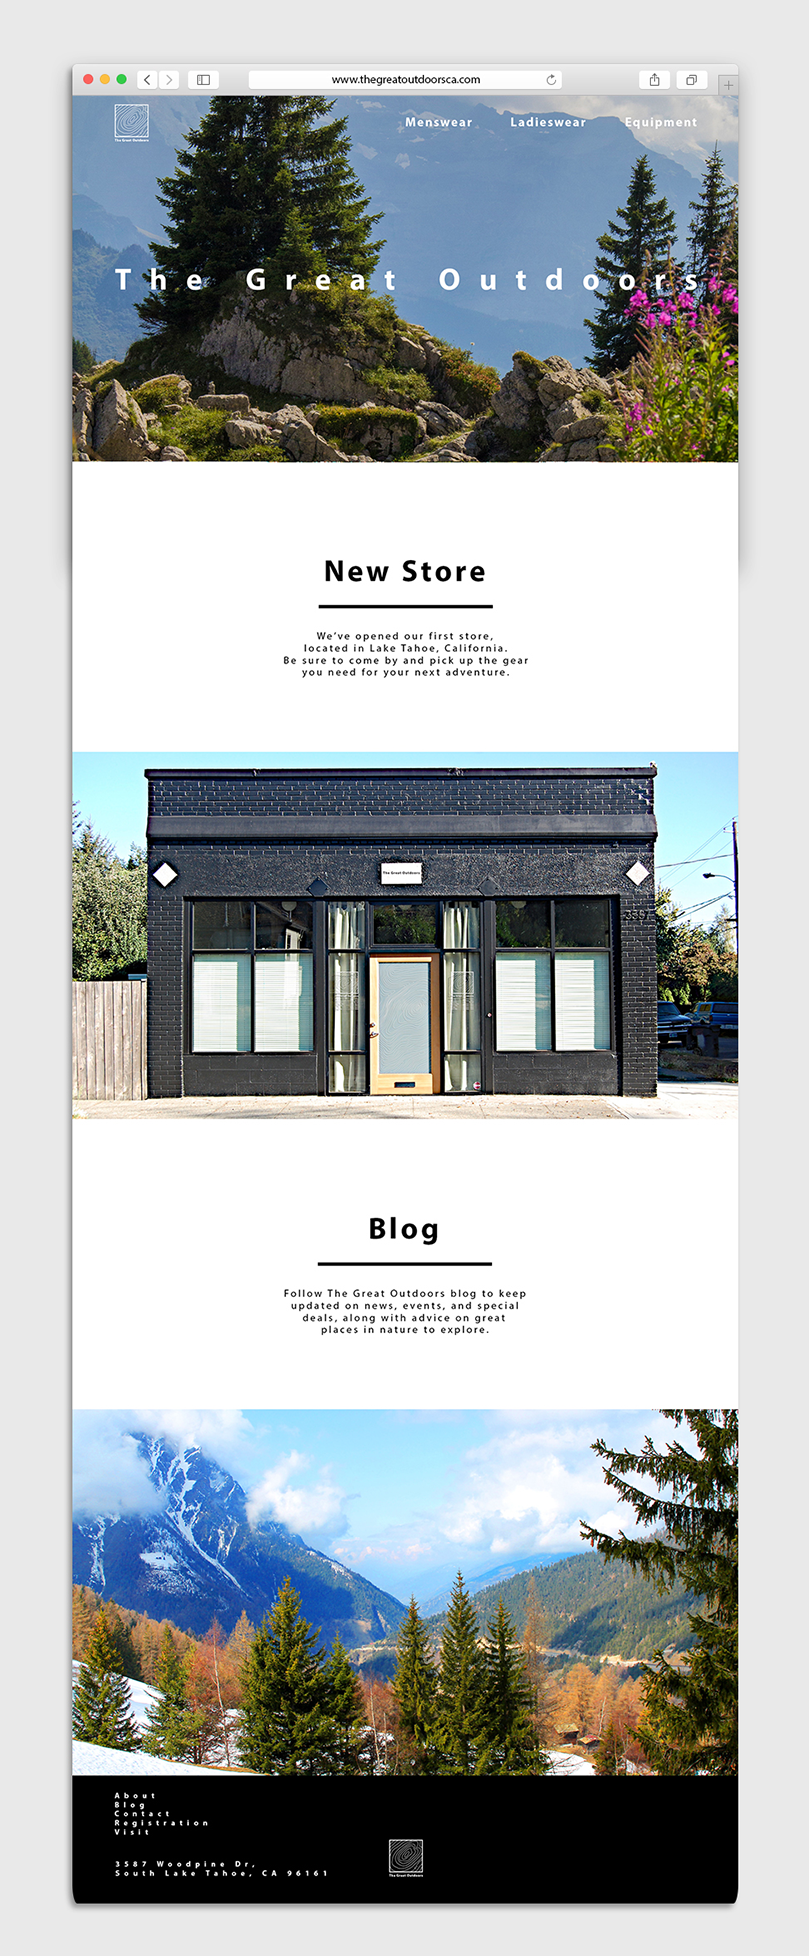 www.thegreatoutdoorsca.com
The Great Outdoors
Menswear Ladieswear Equipment
The Great Outdoors
New Store
We've opened our first store,
located in Lake Tahoe, California.
Be sure to come by and pick up the gear
you need for your next adventure.
The Great Outdoors
Blog
Follow The Great Outdoors blog to keep
updated on news, events, and special
deals, along with advice on great
places in nature to explore.
About
Blog
Contact
Registration
Visit
3587 Woodpine Dr,
South Lake Tahoe, CA 96161
The Great Outdoors